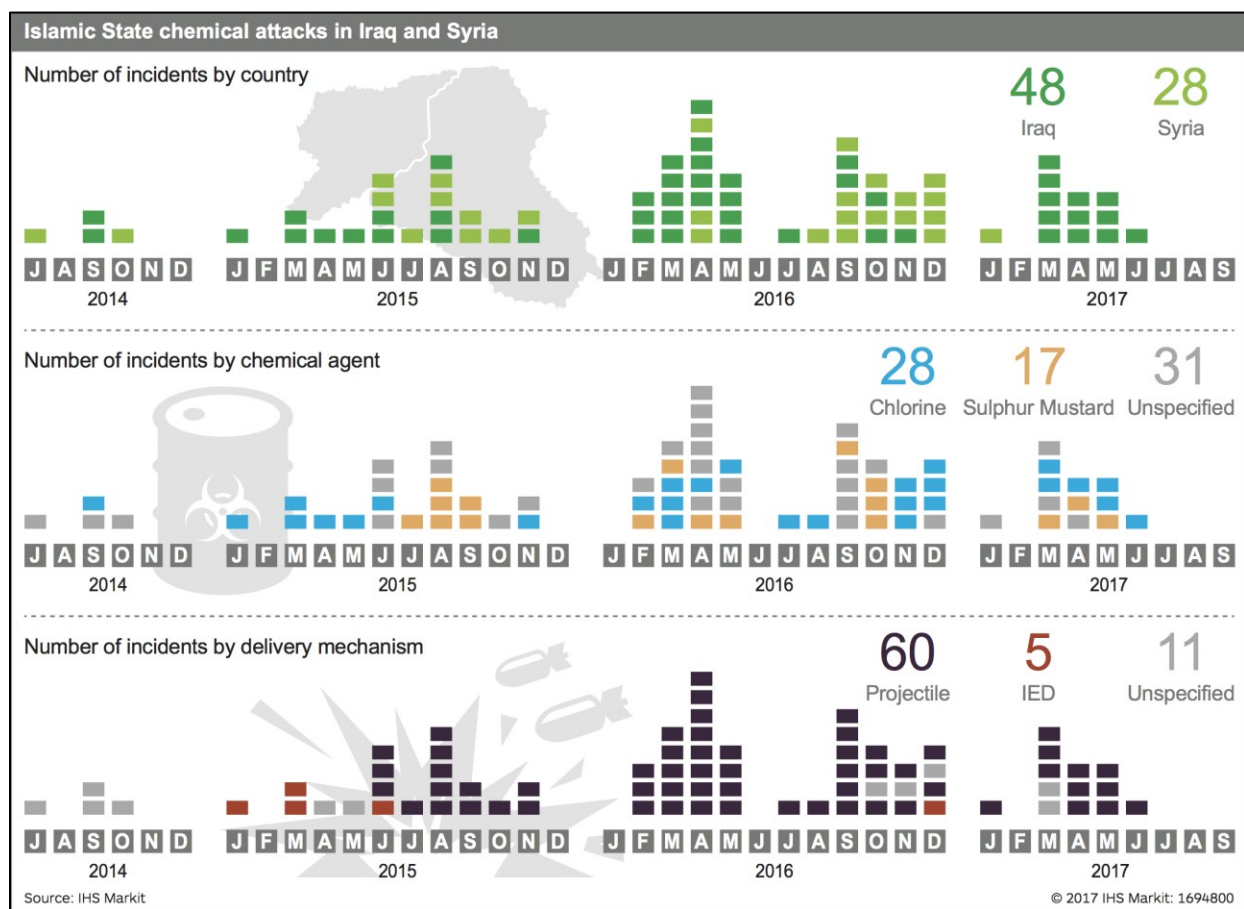 Islamic State chemical attacks in Iraq and Syria
Number of incidents by country
48 28
Iraq Syria
J A S O N D J F M A M J J A S O N D J F M A M J J A S O N D J F M A M J J A S
2014 2015 2016 2017
Number of incidents by chemical agent
28 17 31
Chlorine Sulphur Mustard Unspecified
J A S O N D J F M A M J J A S O N D J F M A M J J A S O N D J F M A M J J A S
2014 2015 2016 2017
Number of incidents by delivery mechanism
60 5 11
Projectile IED Unspecified
J A S O N D J F M A M J J A S O N D J F M A M J J A S O N D J F M A M J J A S
2014 2015 2016 2017
Source: IHS Markit © 2017 IHS Markit: 1694800